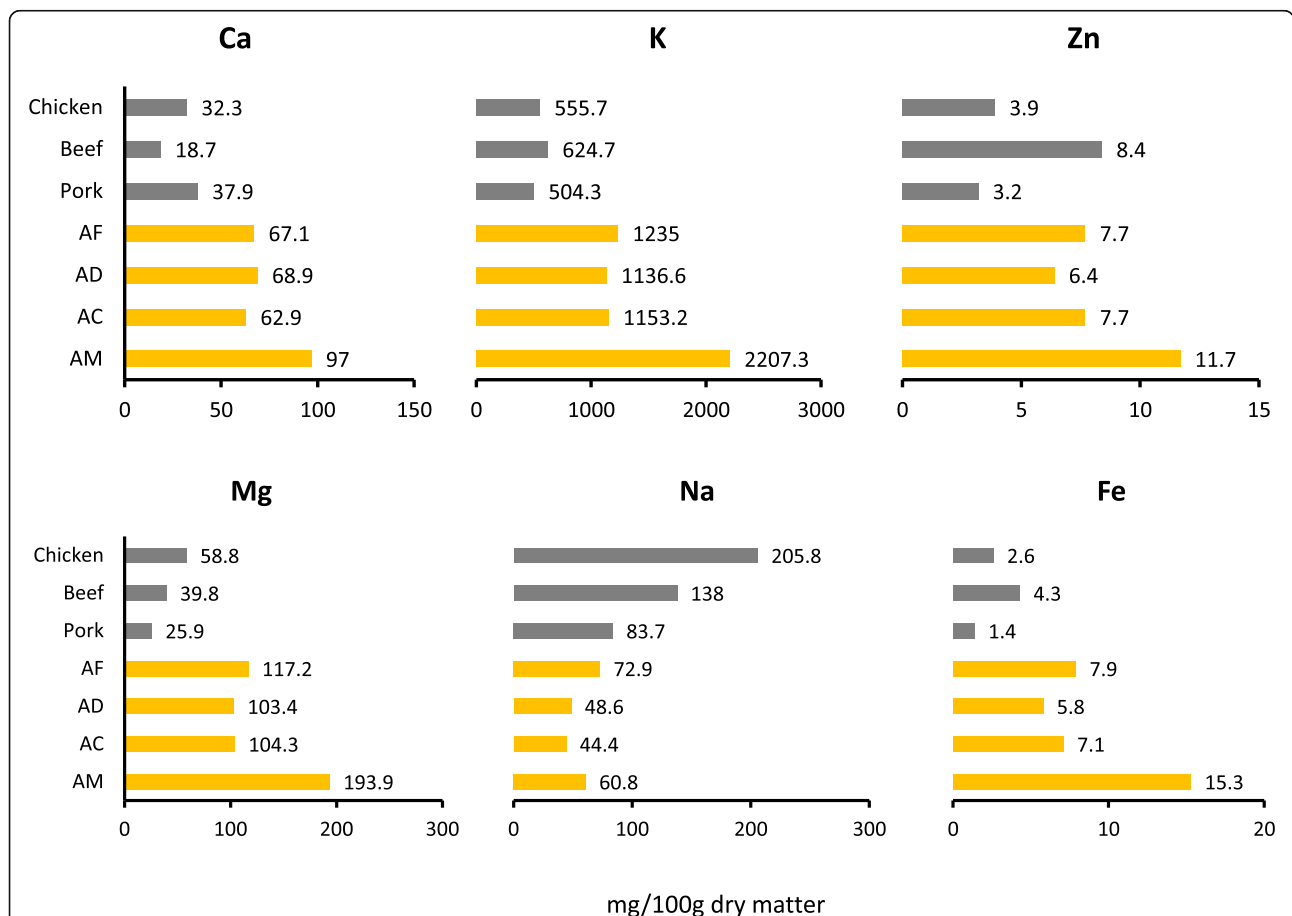 Ca K Zn
Chicken 32.3 555.7 3.9
Beef 18.7 624.7 8.4
Pork 37.9 504.3 3.2
AF 67.1 1235 7.7
AD 68.9 1136.6 6.4
AC 62.9 1153.2 7.7
AM 97 2207.3 11.7
0 50 100 150 0 1000 2000 3000 0 5 10 15
Mg Na Fe
Chicken 58.8 205.8 2.6
Beef 39.8 138 4.3
Pork 25.9 83.7 1.4
AF 117.2 72.9 7.9
AD 103.4 48.6 5.8
AC 104.3 44.4 7.1
AM 193.9 60.8 15.3
0 100 200 300 0 100 200 300 0 10 20
mg/100g dry matter